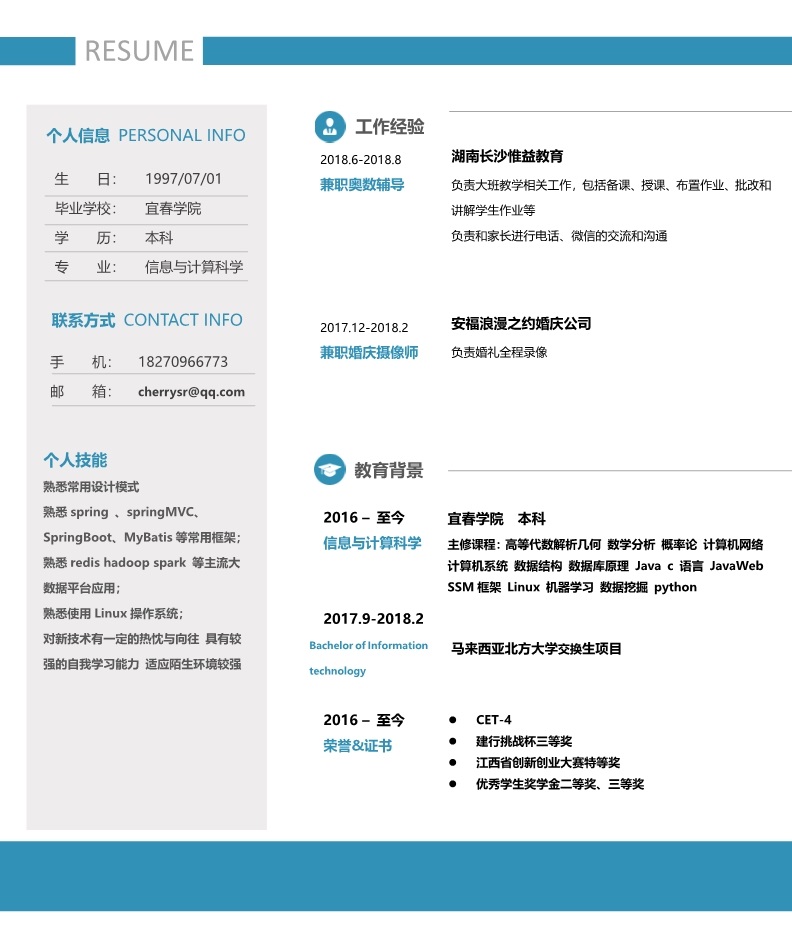 RESUME
个人信息 PERSONAL INFO
生 日： 1997/07/01
毕业学校： 宜春学院
学 历： 本科
专 业： 信息与计算科学
联系方式 CONTACT INFO
手 机： 18270966773
邮 箱： cherrysr@qq.com
个人技能
熟悉常用设计模式
熟悉 spring 、springMVC、
SpringBoot、MyBatis 等常用框架；
熟悉 redis hadoop spark 等主流大
数据平台应用；
熟悉使用 Linux 操作系统；
对新技术有一定的热忱与向往 具有较
强的自我学习能力 适应陌生环境较强
工作经验
2018.6-2018.8
兼职奥数辅导
湖南长沙惟益教育
负责大班教学相关工作，包括备课、授课、布置作业、批改和
讲解学生作业等
负责和家长进行电话、微信的交流和沟通
2017.12-2018.2
兼职婚庆摄像师
安福浪漫之约婚庆公司
负责婚礼全程录像
教育背景
2016 – 至今
信息与计算科学
宜春学院 本科
主修课程：高等代数解析几何 数学分析 概率论 计算机网络
计算机系统 数据结构 数据库原理 Java c 语言 JavaWeb
SSM 框架 Linux 机器学习 数据挖掘 python
2017.9-2018.2
Bachelor of Information
technology
马来西亚北方大学交换生项目
2016 – 至今
荣誉&证书
● CET-4
● 建行挑战杯三等奖
● 江西省创新创业大赛特等奖
● 优秀学生奖学金二等奖、三等奖